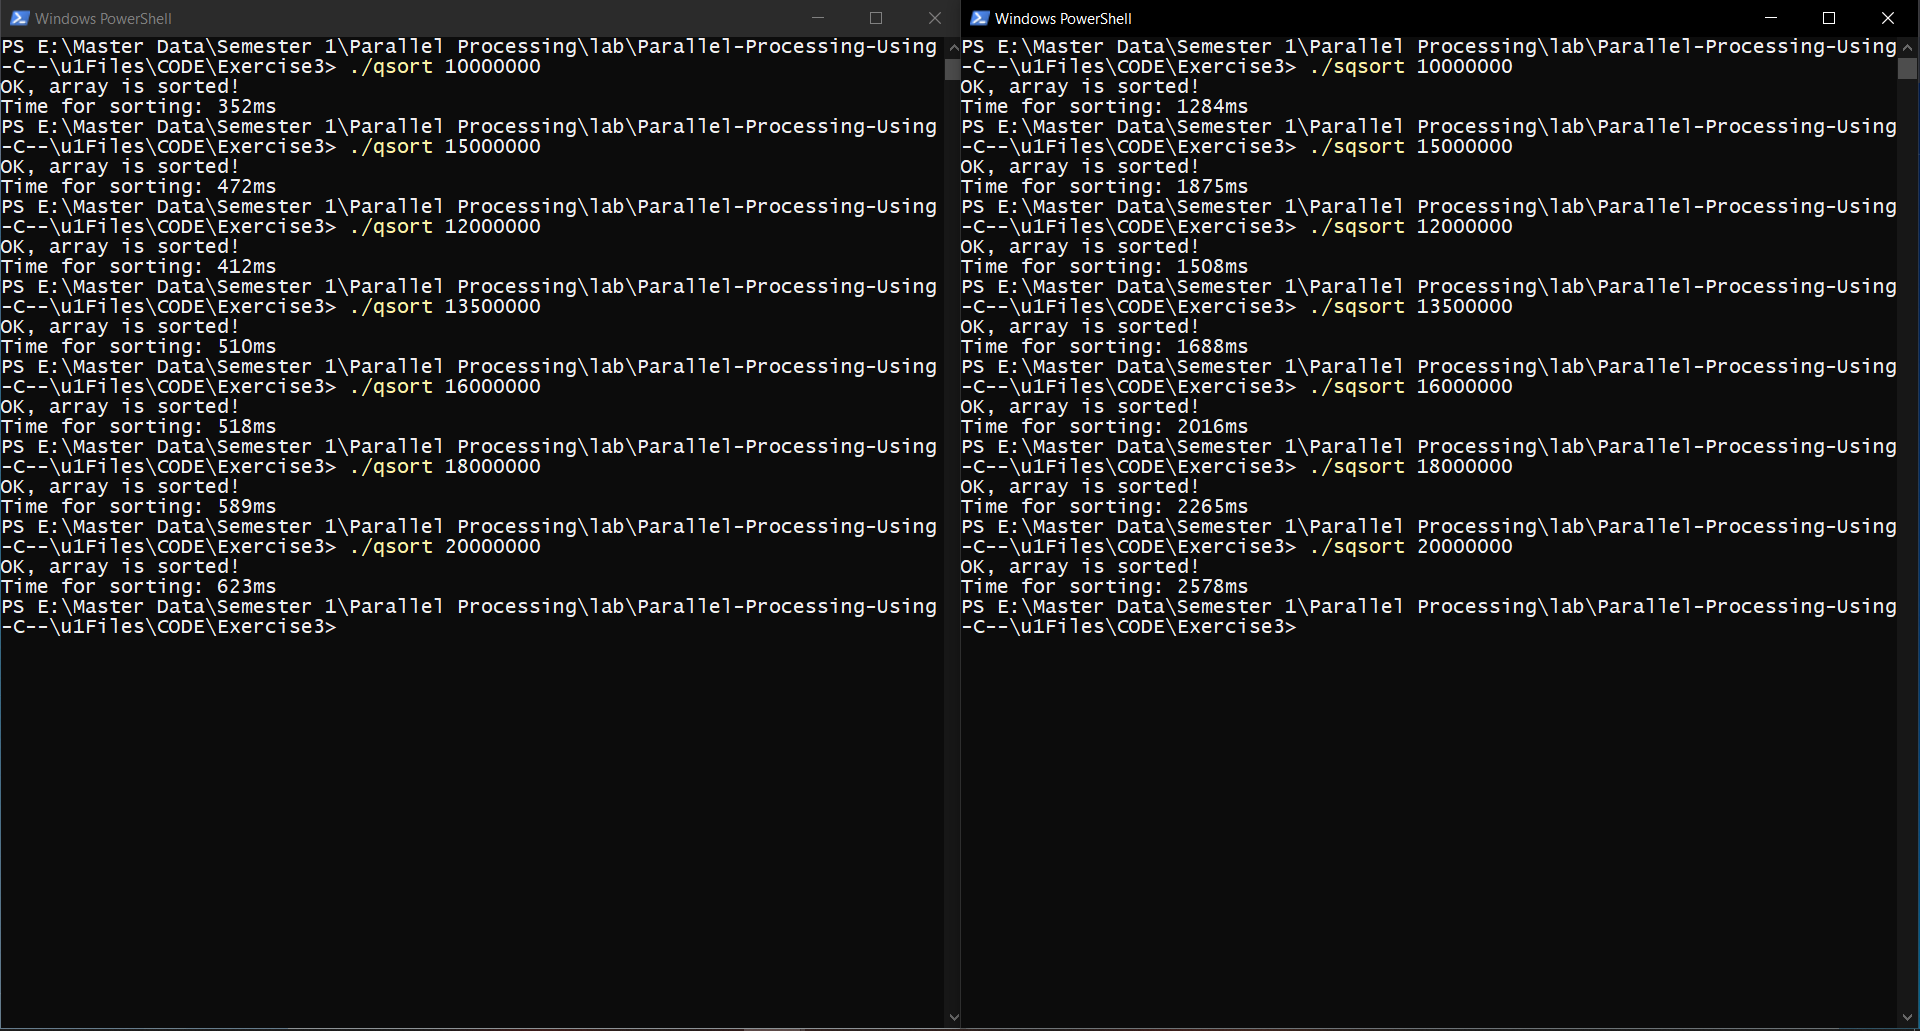 Windows PowerShell
PS E:\Master Data\Semester 1\Parallel Processing\lab\Parallel-Processing-Using
-C--\u1Files\CODE\Exercise3> ./qsort 10000000
OK, array is sorted!
Time for sorting: 352ms
PS E:\Master Data\Semester 1\Parallel Processing\lab\Parallel-Processing-Using
-C--\u1Files\CODE\Exercise3> ./qsort 15000000
OK, array is sorted!
Time for sorting: 472ms
PS E:\Master Data\Semester 1\Parallel Processing\lab\Parallel-Processing-Using
-C--\u1Files\CODE\Exercise3> ./qsort 12000000
OK, array is sorted!
Time for sorting: 412ms
PS E:\Master Data\Semester 1\Parallel Processing\lab\Parallel-Processing-Using
-C--\u1Files\CODE\Exercise3> ./qsort 13500000
OK, array is sorted!
Time for sorting: 510ms
PS E:\Master Data\Semester 1\Parallel Processing\lab\Parallel-Processing-Using
-C--\u1Files\CODE\Exercise3> ./qsort 16000000
OK, array is sorted!
Time for sorting: 518ms
PS E:\Master Data\Semester 1\Parallel Processing\lab\Parallel-Processing-Using
-C--\u1Files\CODE\Exercise3> ./qsort 18000000
OK, array is sorted!
Time for sorting: 589ms
PS E:\Master Data\Semester 1\Parallel Processing\lab\Parallel-Processing-Using
-C--\u1Files\CODE\Exercise3> ./qsort 20000000
OK, array is sorted!
Time for sorting: 623ms
PS E:\Master Data\Semester 1\Parallel Processing\lab\Parallel-Processing-Using
-C--\u1Files\CODE\Exercise3>
Windows PowerShell
PS E:\Master Data\Semester 1\Parallel Processing\lab\Parallel-Processing-Using
-C--\u1Files\CODE\Exercise3> ./sqsort 10000000
OK, array is sorted!
Time for sorting: 1284ms
PS E:\Master Data\Semester 1\Parallel Processing\lab\Parallel-Processing-Using
-C--\u1Files\CODE\Exercise3> ./sqsort 15000000
OK, array is sorted!
Time for sorting: 1875ms
PS E:\Master Data\Semester 1\Parallel Processing\lab\Parallel-Processing-Using
-C--\u1Files\CODE\Exercise3> ./sqsort 12000000
OK, array is sorted!
Time for sorting: 1508ms
PS E:\Master Data\Semester 1\Parallel Processing\lab\Parallel-Processing-Using
-C--\u1Files\CODE\Exercise3> ./sqsort 13500000
OK, array is sorted!
Time for sorting: 1688ms
PS E:\Master Data\Semester 1\Parallel Processing\lab\Parallel-Processing-Using
-C--\u1Files\CODE\Exercise3> ./sqsort 16000000
OK, array is sorted!
Time for sorting: 2016ms
PS E:\Master Data\Semester 1\Parallel Processing\lab\Parallel-Processing-Using
-C--\u1Files\CODE\Exercise3> ./sqsort 18000000
OK, array is sorted!
Time for sorting: 2265ms
PS E:\Master Data\Semester 1\Parallel Processing\lab\Parallel-Processing-Using
-C--\u1Files\CODE\Exercise3> ./sqsort 20000000
OK, array is sorted!
Time for sorting: 2578ms
PS E:\Master Data\Semester 1\Parallel Processing\lab\Parallel-Processing-Using
-C--\u1Files\CODE\Exercise3>